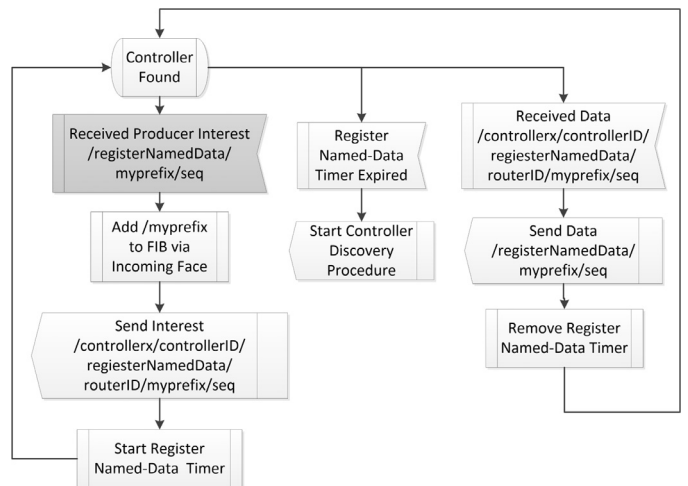 Controller
Found
Received Producer Interest
/registerNamedData/
myprefix/seq
Add /myprefix
to FIB via
Incoming Face
Send Interest
/controllerx/controllerID/
regiesterNamedData/
routerID/myprefix/seq
Start Register
Named-Data Timer
Register
Named-Data
Timer Expired
Start Controller
Discovery
Procedure
Received Data
/controllerx/controllerID/
regiesterNamedData/
routerID/myprefix/seq
Send Data
/registerNamedData/
myprefix/seq
Remove Register
Named-Data Timer